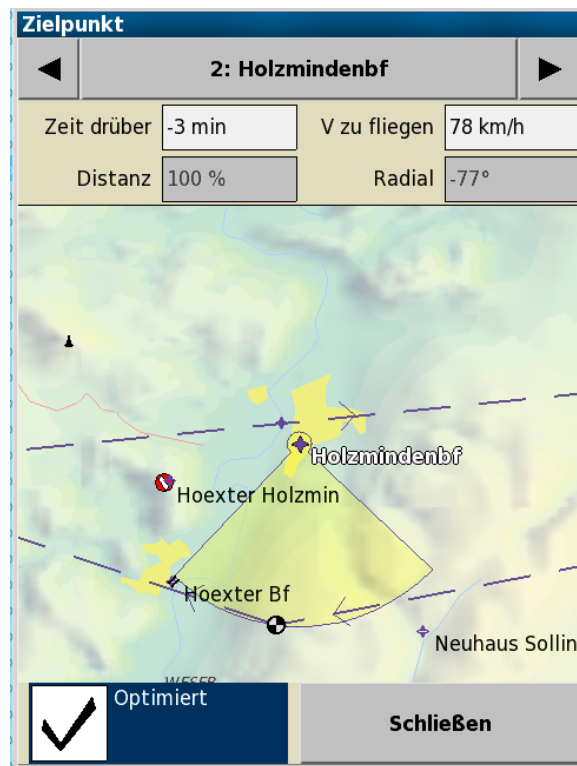 Zielpunkt
2: Holzmindenbf
Zeit drüber -3 min V zu fliegen 78 km/h
Distanz 100 % Radial -77°
Holzmindenbf
Hoexter Holzmin
Hoexter Bf
Neuhaus Sollin
WESER
Optimiert
Schließen